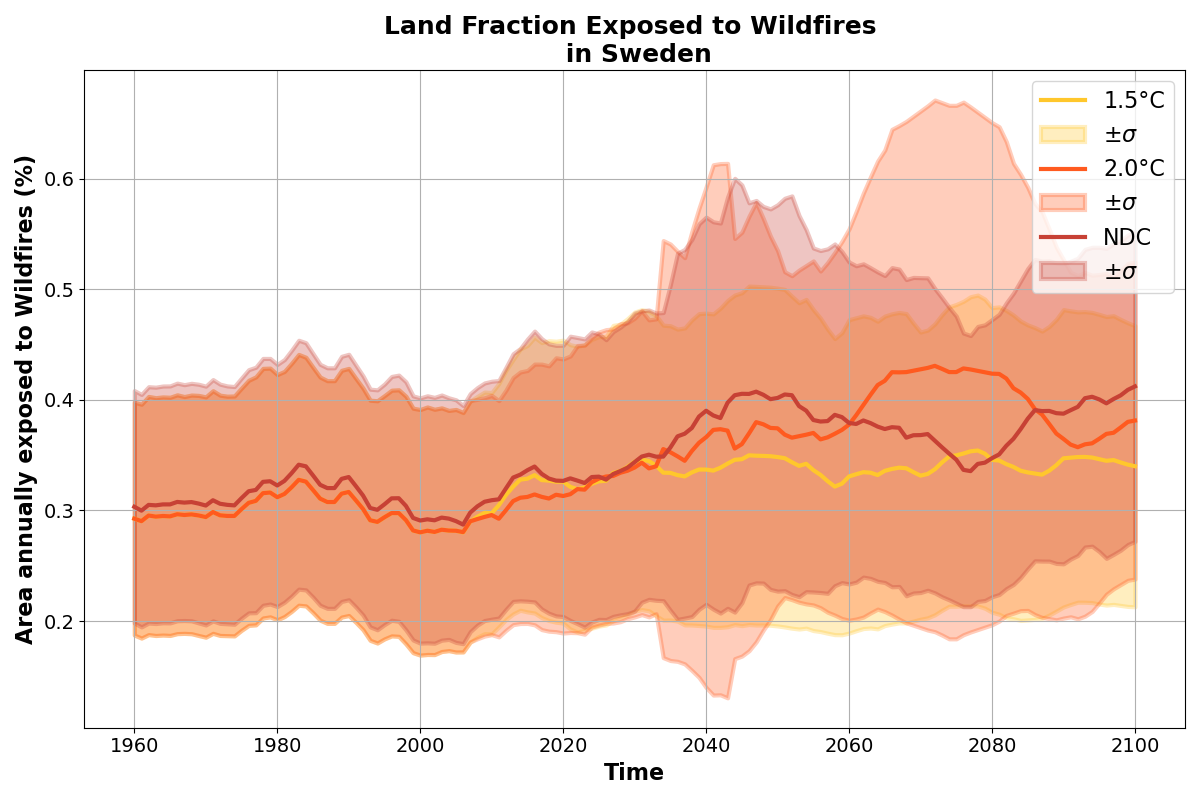 Land Fraction Exposed to Wildfires
in Sweden
Area annually exposed to Wildfires (%)
0.6
0.5
0.4
0.3
0.2
1960 1980 2000 2020 2040 2060 2080 2100
Time
1.5°C
±σ
2.0°C
±σ
NDC
±σ